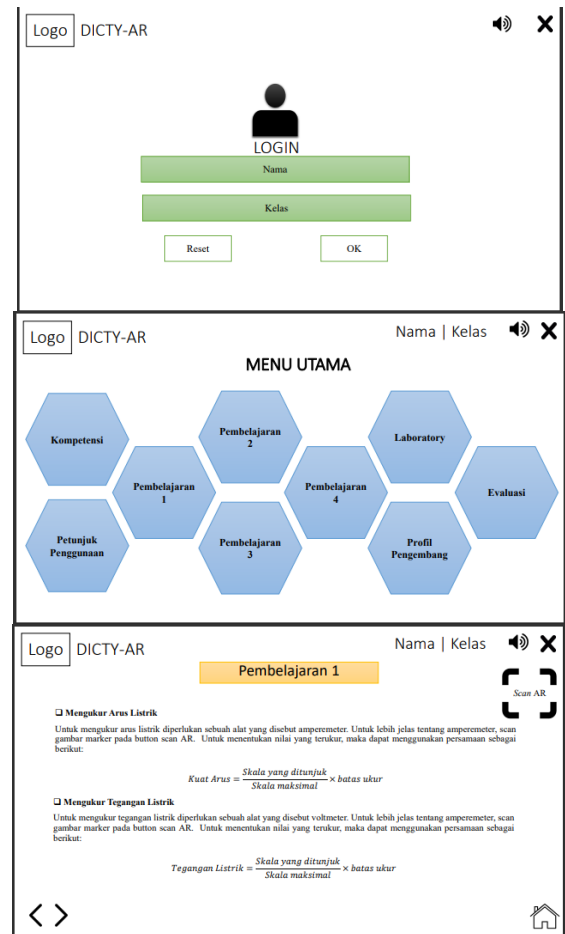 Logo DICTY-AR
LOGIN
Nama
Kelas
Reset OK
Logo DICTY-AR Nama | Kelas
MENU UTAMA
Kompetensi
Pembelajaran
2
Laboratory
Pembelajaran
1
Pembelajaran
4
Evaluasi
Petunjuk
Penggunaan
Pembelajaran
3
Profil
Pengembang
Logo DICTY-AR Nama | Kelas
Pembelajaran 1
Scan AR
❑ Mengukur Arus Listrik
Untuk mengukur arus listrik diperlukan sebuah alat yang disebut amperemeter. Untuk lebih jelas tentang amperemeter, scan
gambar marker pada button scan AR. Untuk menentukan nilai yang terukur, maka dapat menggunakan persamaan sebagai
berikut:
Kuat Arus = Skala yang ditunjuk / Skala maksimal × batas ukur
❑ Mengukur Tegangan Listrik
Untuk mengukur tegangan listrik diperlukan sebuah alat yang disebut voltmeter. Untuk lebih jelas tentang amperemeter, scan
gambar marker pada button scan AR. Untuk menentukan nilai yang terukur, maka dapat menggunakan persamaan sebagai
berikut:
Tegangan Listrik = Skala yang ditunjuk / Skala maksimal × batas ukur